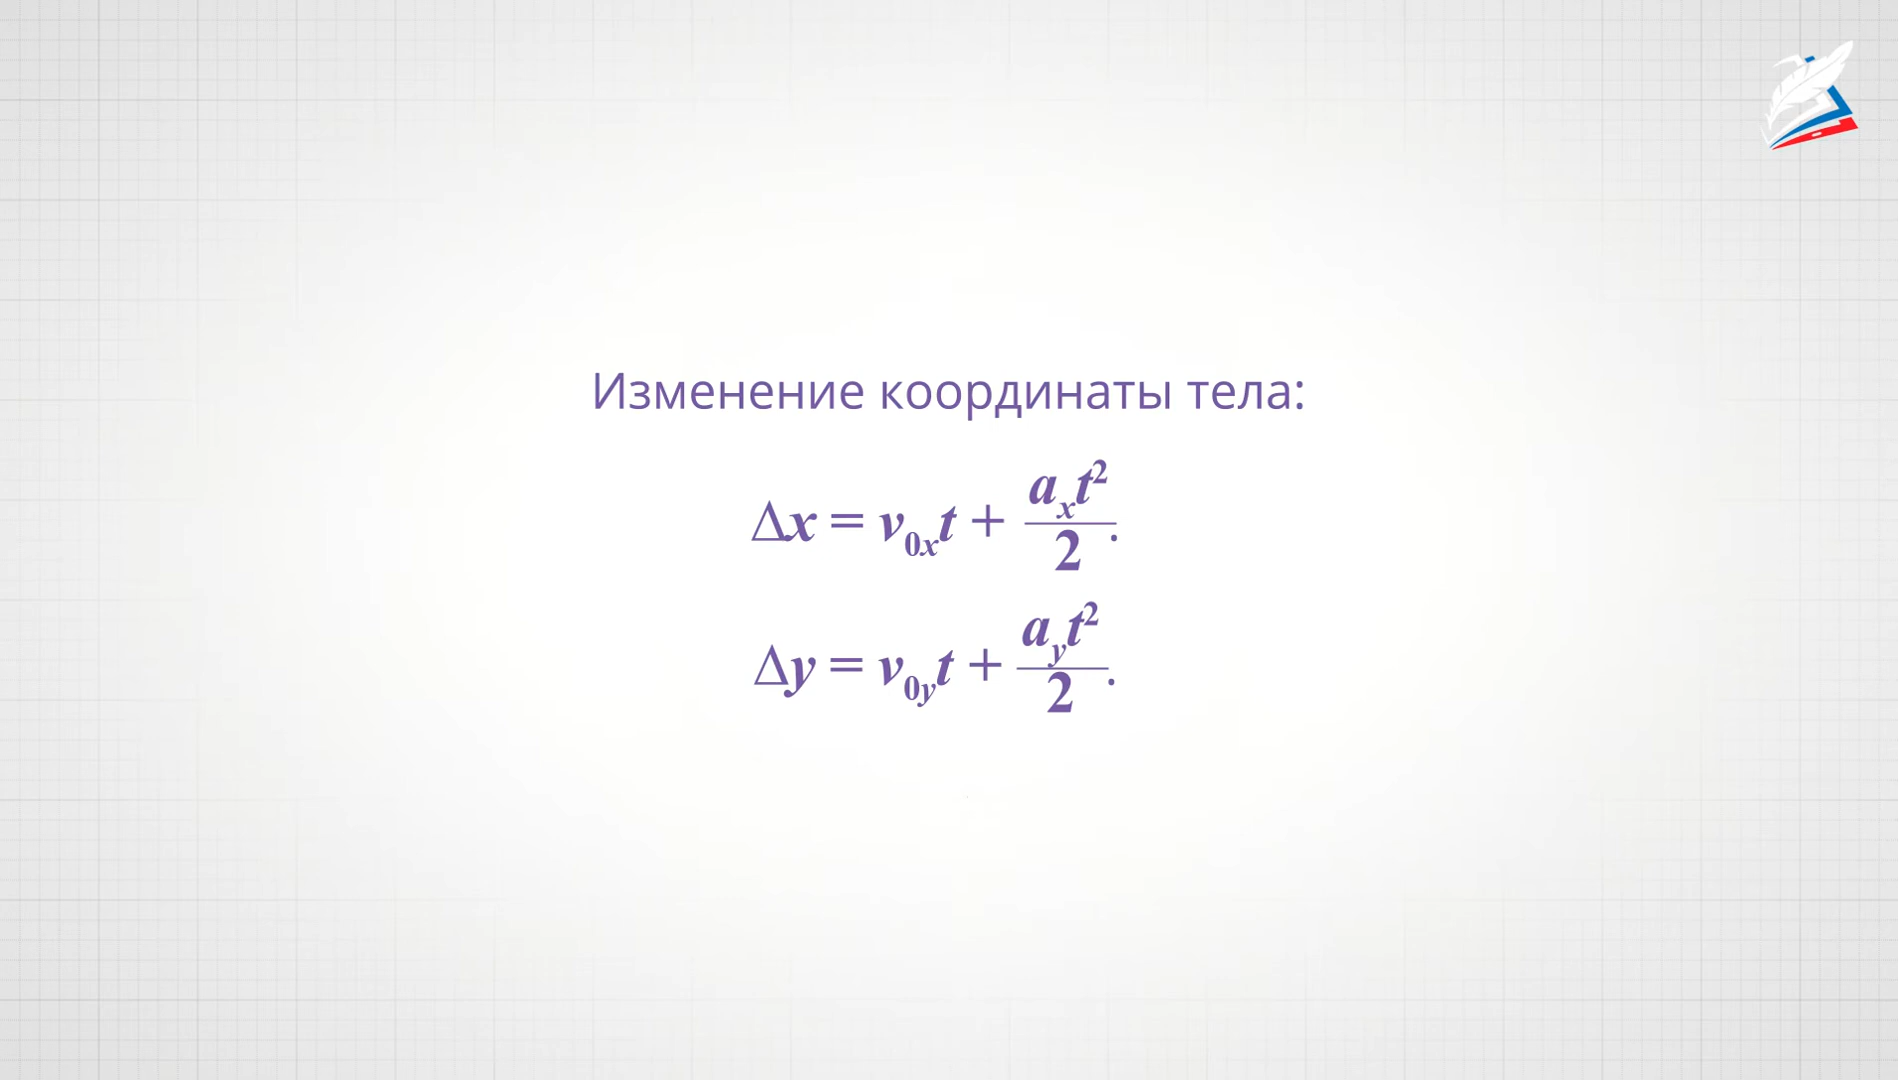 Изменение координаты тела:
Δx = v₀ₓt + aₓt²/2.
Δy = v₀yt + ayt²/2.